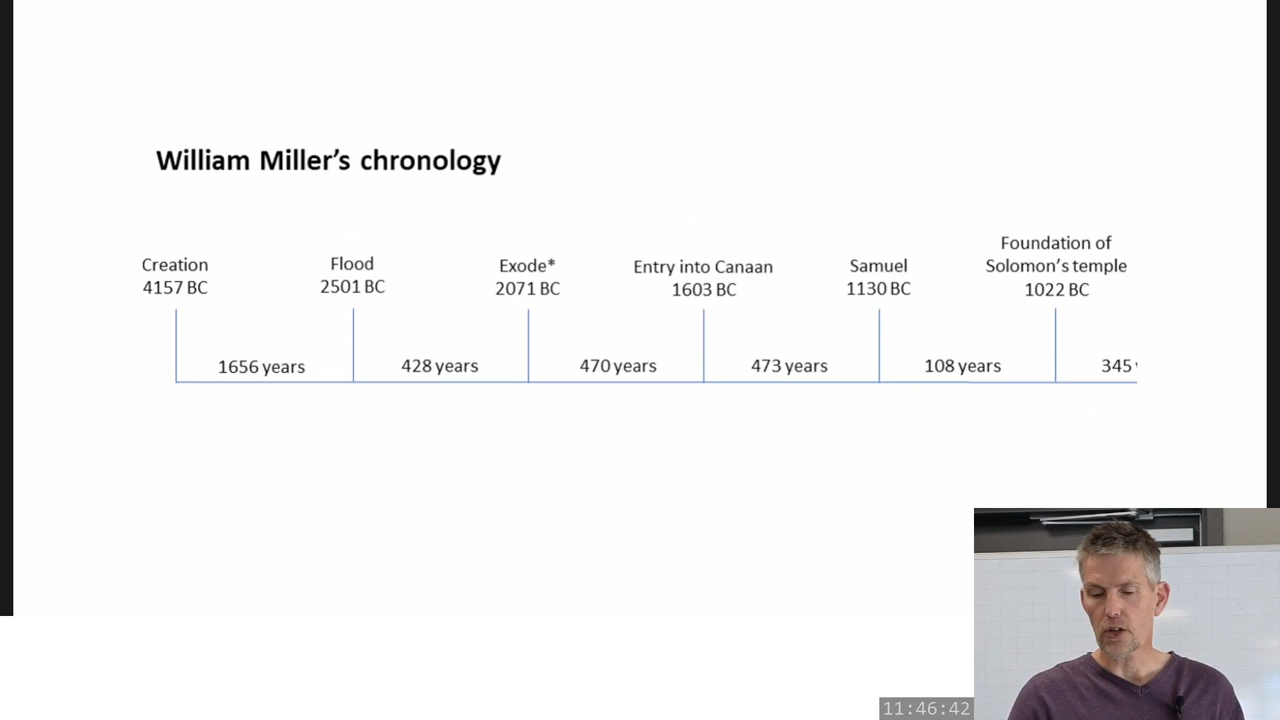 William Miller's chronology
Creation
4157 BC
Flood
2501 BC
Exode*
2071 BC
Entry into Canaan
1603 BC
Samuel
1130 BC
Foundation of
Solomon's temple
1022 BC
1656 years
428 years
470 years
473 years
108 years
345
11:46:42